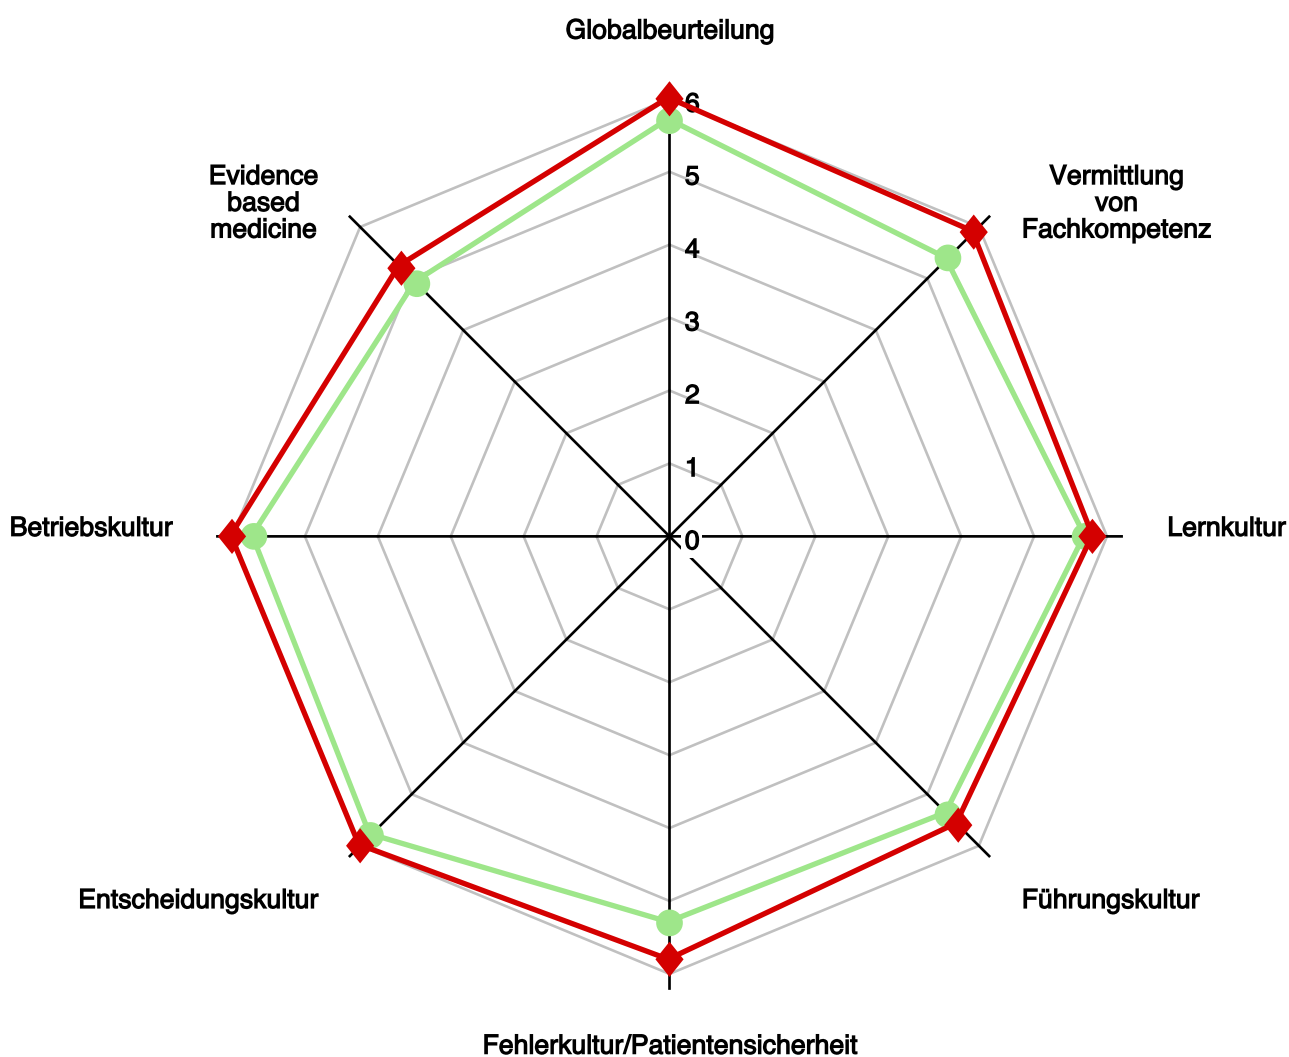 Globalbeurteilung
6
Evidence
based
medicine
Vermittlung
von
Fachkompetenz
5
4
3
2
1
0
Betriebskultur
Lernkultur
Entscheidungskultur
Führungskultur
Fehlerkultur/Patientensicherheit